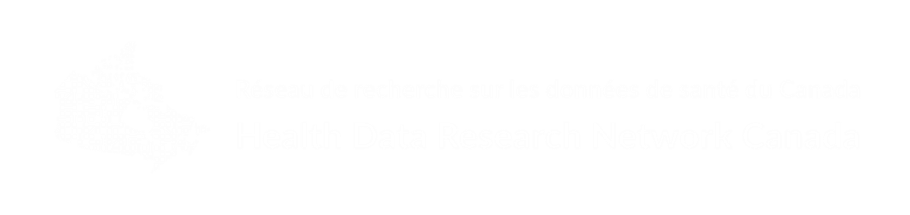 Réseau de recherche sur les données de santé du Canada
Health Data Research Network Canada